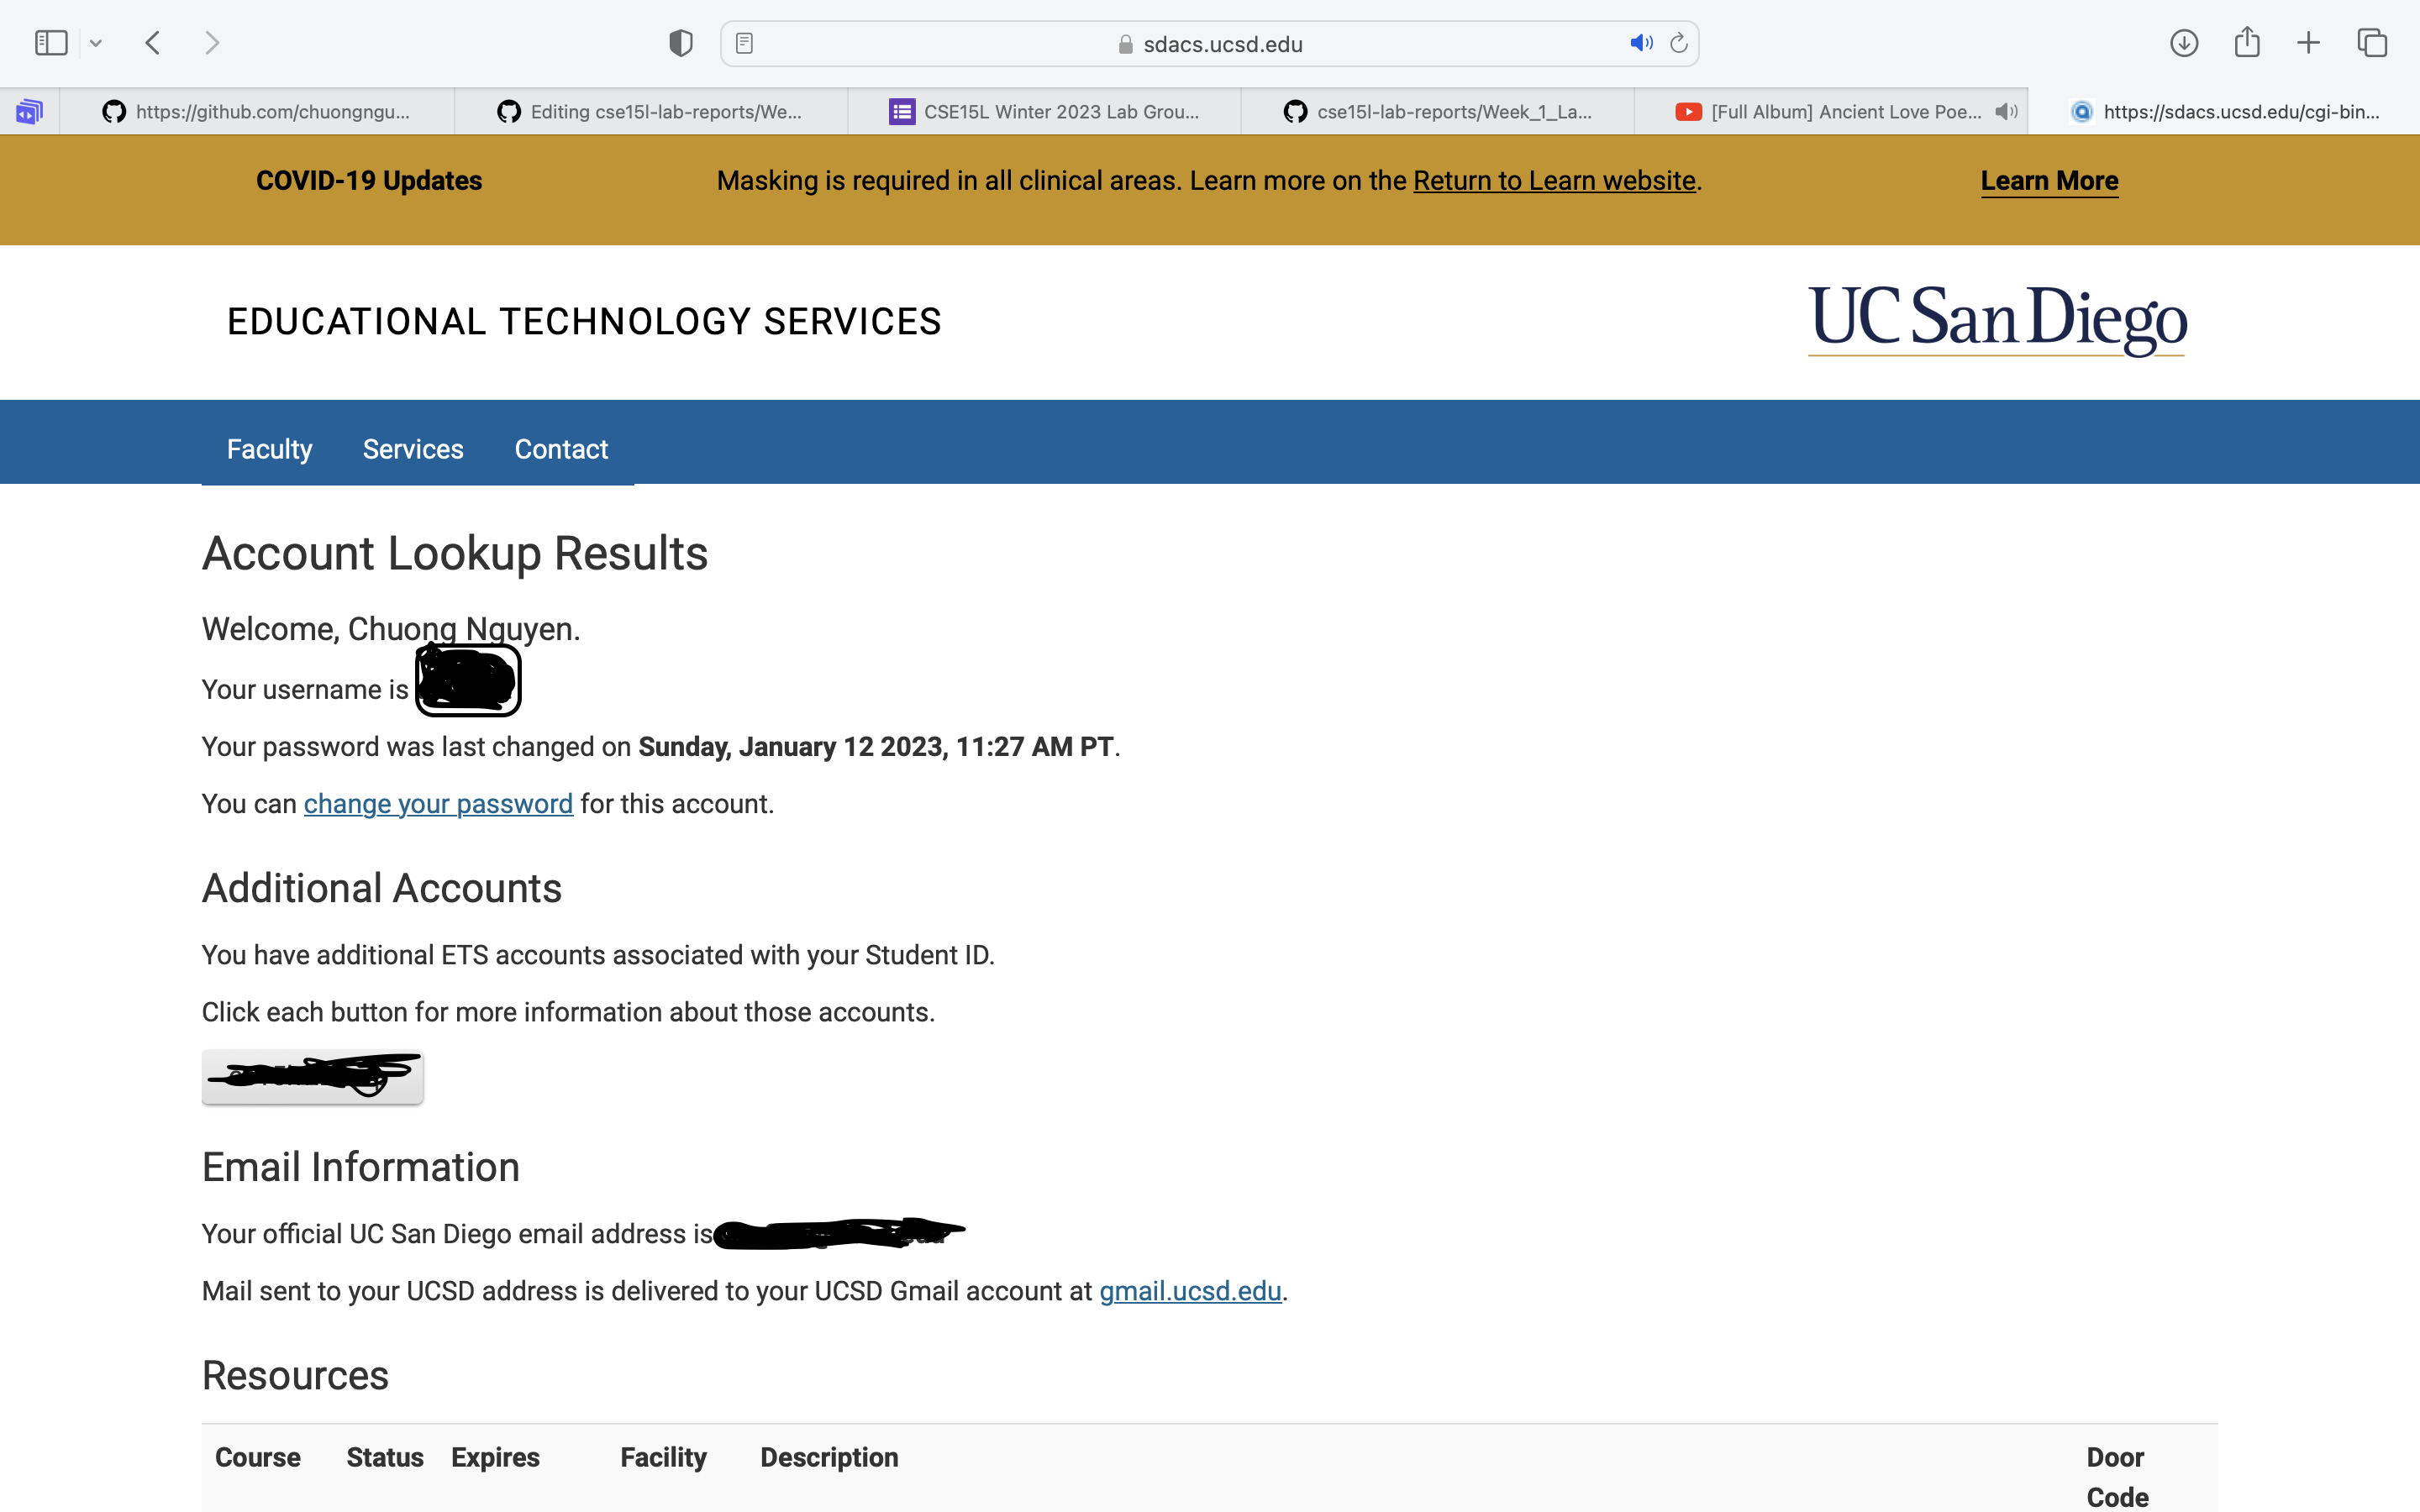 sdacs.ucsd.edu
https://github.com/chuongngu...
Editing cse15l-lab-reports/We...
CSE15L Winter 2023 Lab Grou...
cse15l-lab-reports/Week_1_La...
[Full Album] Ancient Love Poe...
https://sdacs.ucsd.edu/cgi-bin...
COVID-19 Updates
Masking is required in all clinical areas. Learn more on the Return to Learn website.
Learn More
EDUCATIONAL TECHNOLOGY SERVICES
UC San Diego
Faculty
Services
Contact
Account Lookup Results
Welcome, Chuong Nguyen.
Your username is
Your password was last changed on Sunday, January 12 2023, 11:27 AM PT.
You can change your password for this account.
Additional Accounts
You have additional ETS accounts associated with your Student ID.
Click each button for more information about those accounts.
Email Information
Your official UC San Diego email address is
Mail sent to your UCSD address is delivered to your UCSD Gmail account at gmail.ucsd.edu.
Resources
Course Status Expires Facility Description Door
Code